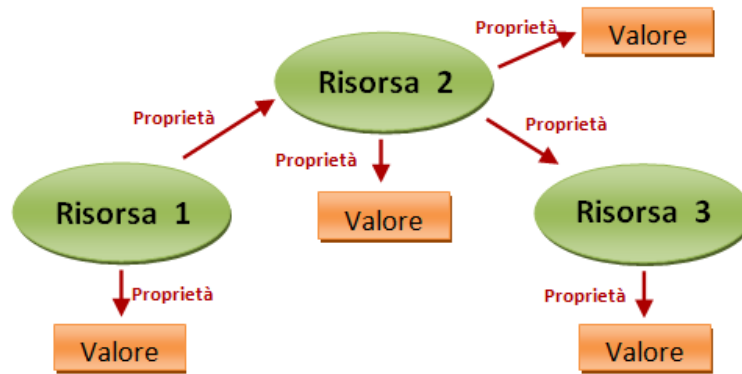 Proprietà
Valore
Risorsa 2
Proprietà
Proprietà
Proprietà
Valore
Risorsa 1
Risorsa 3
Proprietà
Proprietà
Valore
Valore